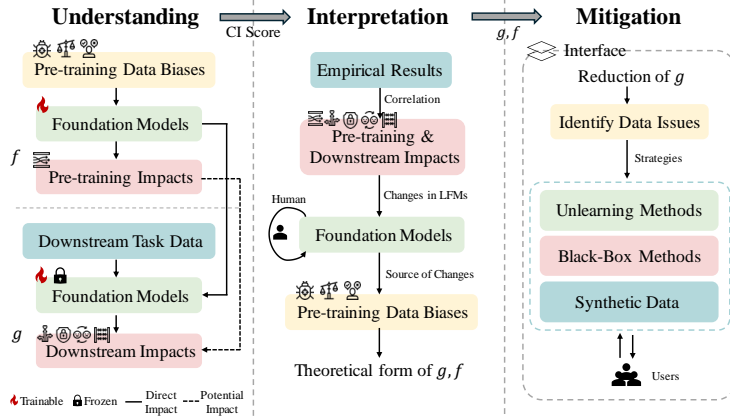 Understanding
CI Score
Interpretation
g, f
Mitigation
Pre-training Data Biases
Foundation Models
f
Pre-training Impacts
Downstream Task Data
Foundation Models
g
Downstream Impacts
Trainable
Frozen
Direct
Impact
Potential
Impact
Empirical Results
Correlation
Pre-training &
Downstream Impacts
Changes in LFMs
Human
Foundation Models
Source of Changes
Pre-training Data Biases
Theoretical form of g, f
Interface
Reduction of g
Identify Data Issues
Strategies
Unlearning Methods
Black-Box Methods
Synthetic Data
Users